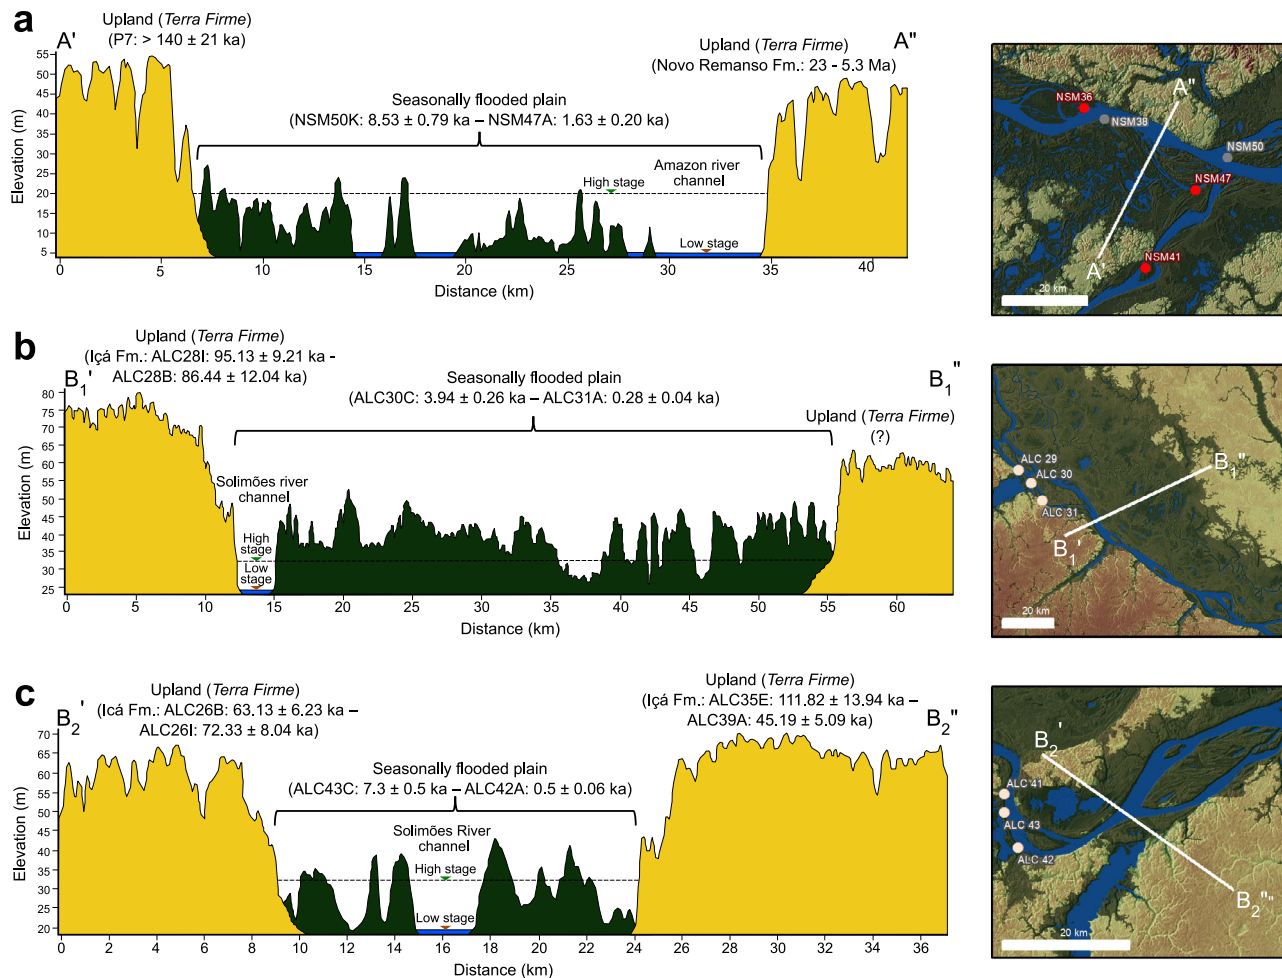 a
Upland (Terra Firme)
(P7: > 140 ± 21 ka)
A'
A"
Upland (Terra Firme)
(Novo Remanso Fm.: 23 - 5.3 Ma)
Seasonally flooded plain
(NSM50K: 8.53 ± 0.79 ka – NSM47A: 1.63 ± 0.20 ka)
Amazon river
channel
High stage
Low stage
Elevation (m)
55
50
45
40
35
30
25
20
15
10
5
0 5 10 15 20 25 30 35 40
Distance (km)
NSM36
NSM38
A"
NSM50
NSM47
A'
NSM41
20 km
b
Upland (Terra Firme)
(Içá Fm.: ALC28I: 95.13 ± 9.21 ka -
ALC28B: 86.44 ± 12.04 ka)
B1'
B1"
Seasonally flooded plain
(ALC30C: 3.94 ± 0.26 ka – ALC31A: 0.28 ± 0.04 ka)
Upland (Terra Firme)
(?)
Solimões river
channel
High
stage
Low
stage
Elevation (m)
80
75
70
65
60
55
50
45
40
35
30
25
0 5 10 15 20 25 30 35 40 45 50 55 60
Distance (km)
ALC 29
ALC 30
ALC 31
B1"
B1'
20 km
c
Upland (Terra Firme)
(Icá Fm.: ALC26B: 63.13 ± 6.23 ka –
ALC26I: 72.33 ± 8.04 ka)
B2'
B2"
Upland (Terra Firme)
(Içá Fm.: ALC35E: 111.82 ± 13.94 ka –
ALC39A: 45.19 ± 5.09 ka)
Seasonally flooded plain
(ALC43C: 7.3 ± 0.5 ka – ALC42A: 0.5 ± 0.06 ka)
Solimões River
channel
High stage
Low stage
Elevation (m)
70
65
60
55
50
45
40
35
30
25
20
0 2 4 6 8 10 12 14 16 18 20 22 24 26 28 30 32 34 36
Distance (km)
B2'
ALC 41
ALC 43
ALC 42
B2""
20 km